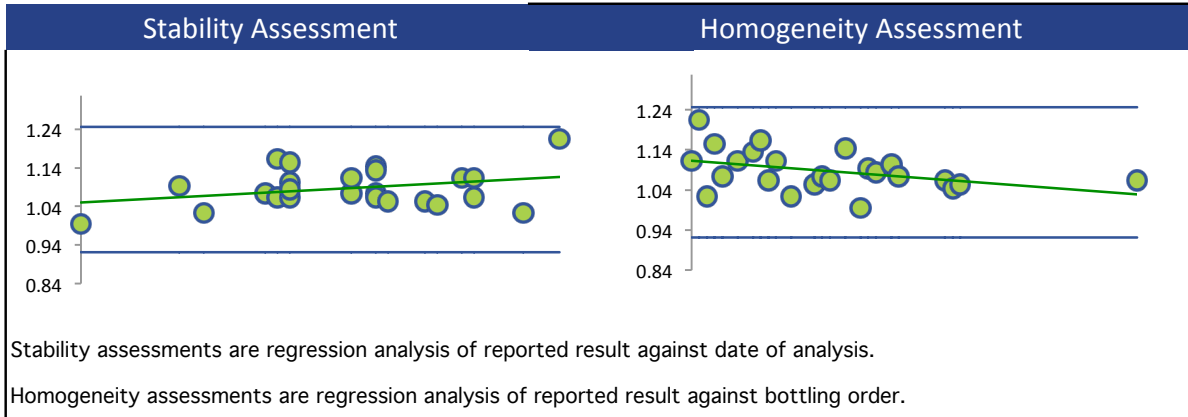 Stability Assessment
Homogeneity Assessment
1.24
1.14
1.04
0.94
0.84
1.24
1.14
1.04
0.94
0.84
Stability assessments are regression analysis of reported result against date of analysis.
Homogeneity assessments are regression analysis of reported result against bottling order.